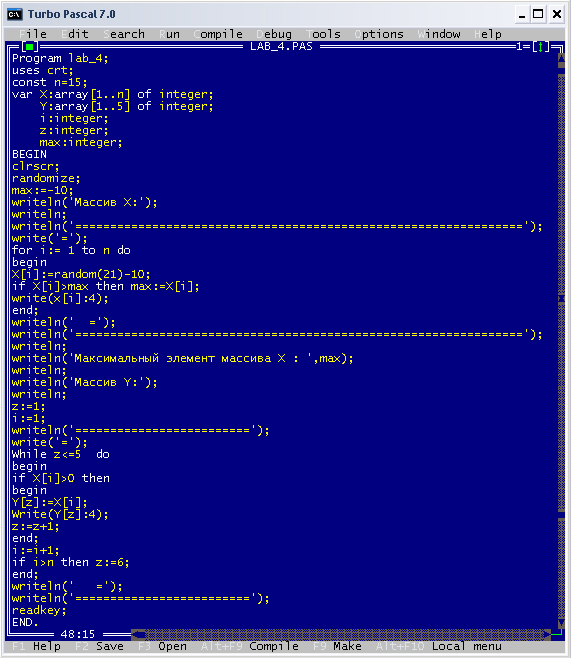 Turbo Pascal 7.0
File Edit Search Run Compile Debug Tools Options Window Help
LAB_4.PAS 1=[↑]
Program lab_4;
uses crt;
const n=15;
var X:array[1..n] of integer;
Y:array[1..5] of integer;
i:integer;
z:integer;
max:integer;
BEGIN
clrscr;
randomize;
max:=-10;
writeln('Массив X:');
writeln;
writeln('================================================================');
write('=');
for i:= 1 to n do
begin
X[i]:=random(21)-10;
if X[i]>max then max:=X[i];
write(x[i]:4);
end;
writeln('  =');
writeln('================================================================');
writeln;
writeln('Максимальный элемент массива X : ',max);
writeln;
writeln('Массив Y:');
writeln;
z:=1;
i:=1;
writeln('=========================');
write('=');
While z<=5  do
begin
if X[i]>0 then
begin
Y[z]:=X[i];
Write(Y[z]:4);
z:=z+1;
end;
i:=i+1;
if i>n then z:=6;
end;
writeln('   =');
writeln('=========================');
readkey;
END.
48:15
F1 Help F2 Save F3 Open Alt+F9 Compile F9 Make Alt+F10 Local menu